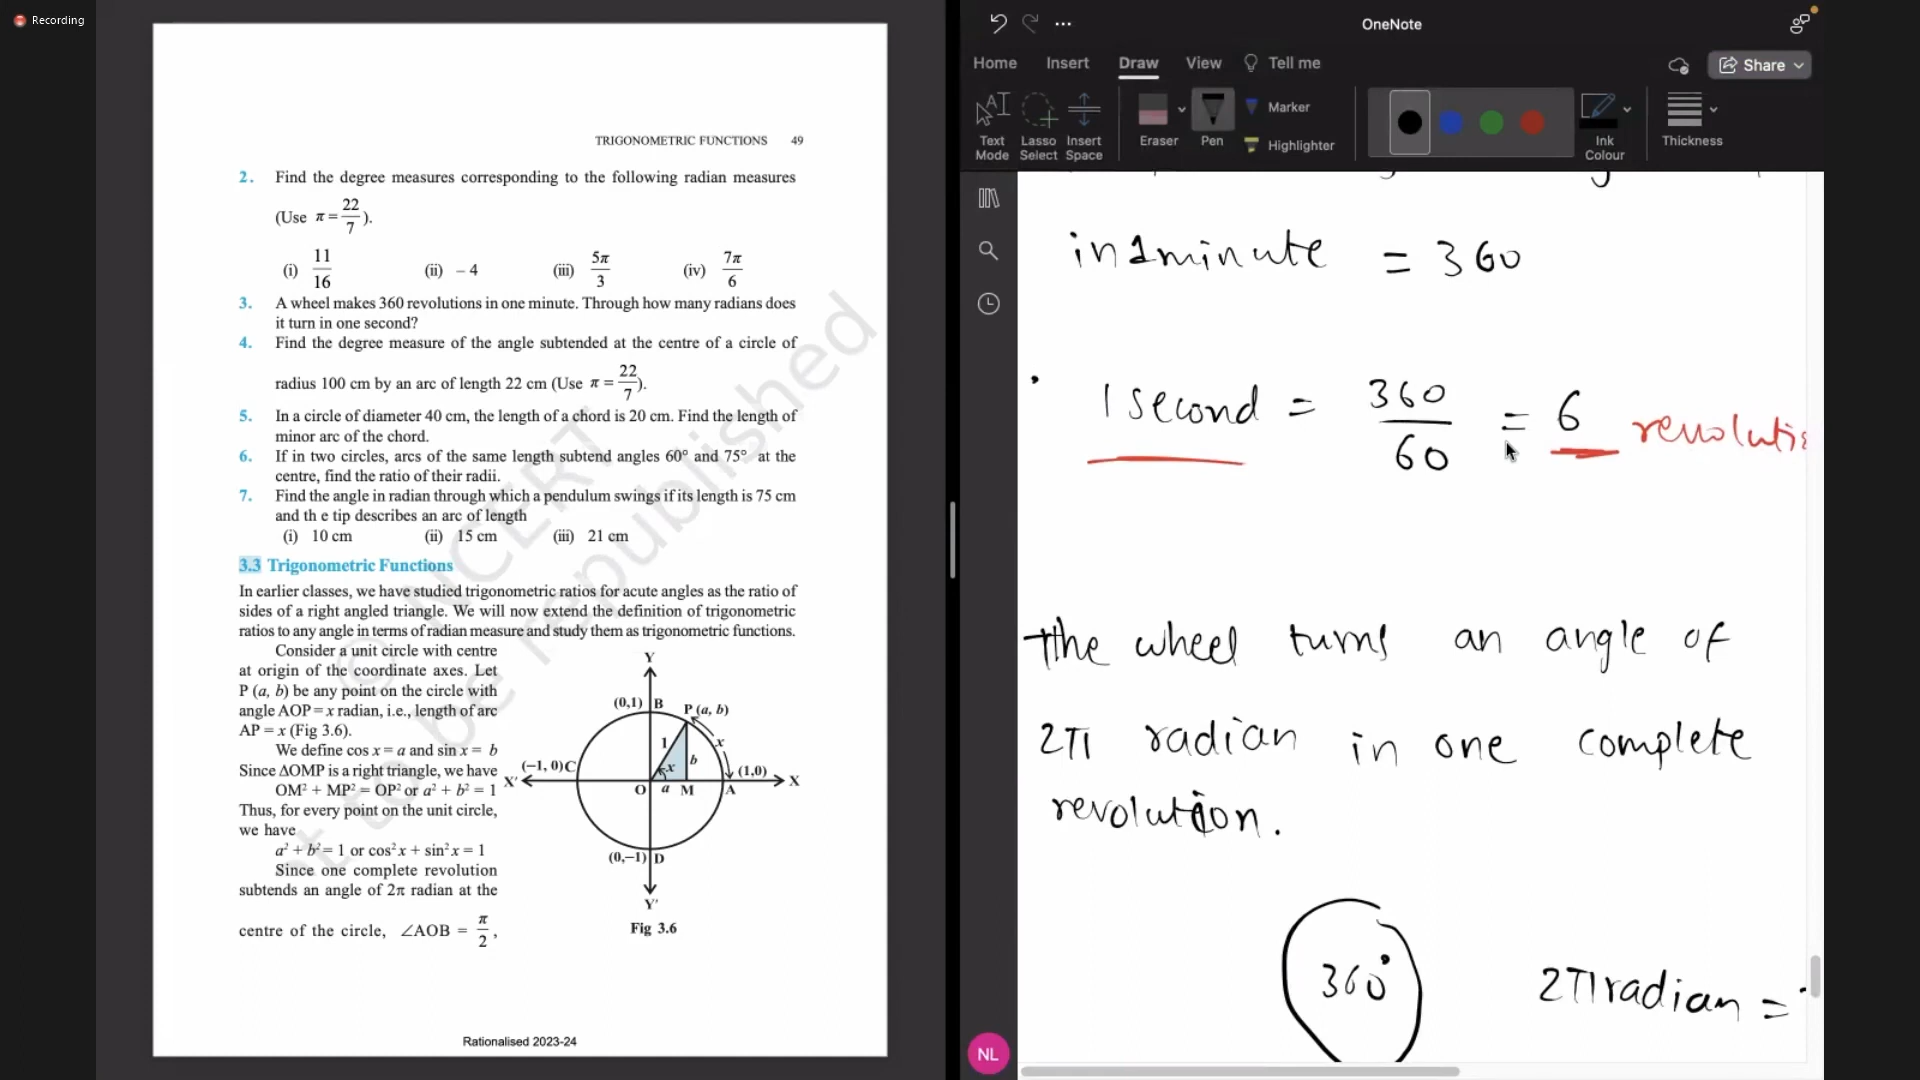 Recording
TRIGONOMETRIC FUNCTIONS 49
2. Find the degree measures corresponding to the following radian measures
(Use π = 22/7).
(i) 11/16 (ii) – 4 (iii) 5π/3 (iv) 7π/6
3. A wheel makes 360 revolutions in one minute. Through how many radians does
it turn in one second?
4. Find the degree measure of the angle subtended at the centre of a circle of
radius 100 cm by an arc of length 22 cm (Use π = 22/7).
5. In a circle of diameter 40 cm, the length of a chord is 20 cm. Find the length of
minor arc of the chord.
6. If in two circles, arcs of the same length subtend angles 60° and 75° at the
centre, find the ratio of their radii.
7. Find the angle in radian through which a pendulum swings if its length is 75 cm
and th e tip describes an arc of length
(i) 10 cm (ii) 15 cm (iii) 21 cm
3.3 Trigonometric Functions
In earlier classes, we have studied trigonometric ratios for acute angles as the ratio of
sides of a right angled triangle. We will now extend the definition of trigonometric
ratios to any angle in terms of radian measure and study them as trigonometric functions.
Consider a unit circle with centre
at origin of the coordinate axes. Let
P (a, b) be any point on the circle with
angle AOP = x radian, i.e., length of arc
AP = x (Fig 3.6).
We define cos x = a and sin x = b
Since ΔOMP is a right triangle, we have
OM² + MP² = OP² or a² + b² = 1
Thus, for every point on the unit circle,
we have
a² + b² = 1 or cos² x + sin² x = 1
Since one complete revolution
subtends an angle of 2π radian at the
centre of the circle, ∠AOB = π/2,
Y
(0,1) B P (a, b)
1 x
x b
(–1, 0) C (1,0)
X' O a M A X
(0,–1) D
Y'
Fig 3.6
© NCERT
not to be republished
Rationalised 2023-24
OneNote
Home Insert Draw View Tell me Share
Text Mode
Lasso Select
Insert Space
Eraser
Pen
Marker
Highlighter
Ink Colour
Thickness
in 1 minute = 360
1 second = 360/60 = 6 revolutio
The wheel turns an angle of
2π radian in one complete
revolution.
360° 2π radian =
NL